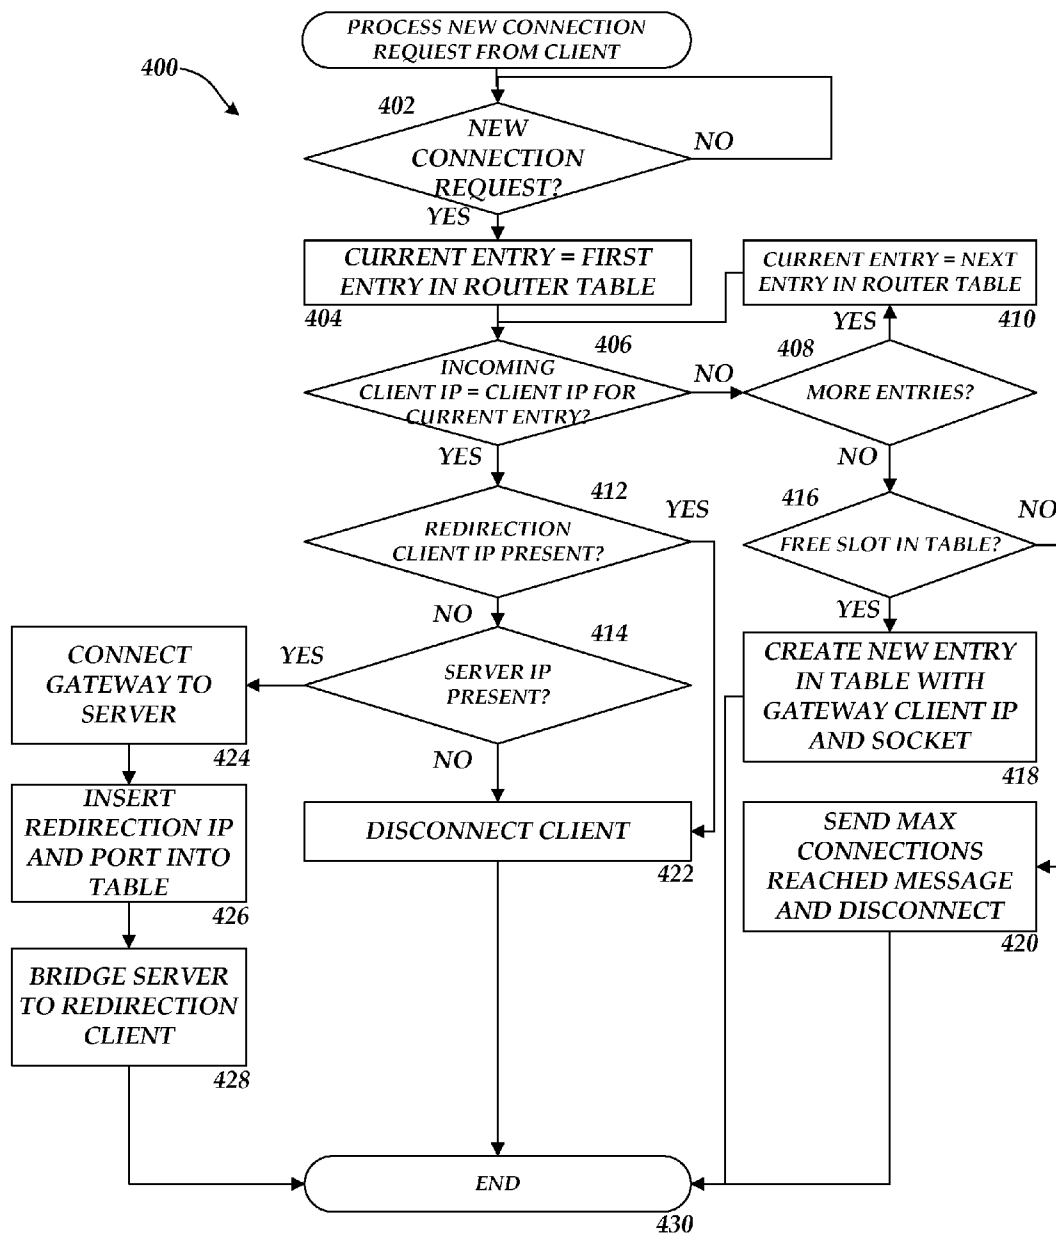 PROCESS NEW CONNECTION
REQUEST FROM CLIENT
400
402
NEW
CONNECTION
REQUEST?
NO
YES
CURRENT ENTRY = FIRST
ENTRY IN ROUTER TABLE
404
CURRENT ENTRY = NEXT
ENTRY IN ROUTER TABLE
410
YES
406
INCOMING
CLIENT IP = CLIENT IP FOR
CURRENT ENTRY?
NO
408
MORE ENTRIES?
YES
NO
412
REDIRECTION
CLIENT IP PRESENT?
YES
416
FREE SLOT IN TABLE?
NO
NO
YES
414
SERVER IP
PRESENT?
YES
NO
CONNECT
GATEWAY TO
SERVER
424
CREATE NEW ENTRY
IN TABLE WITH
GATEWAY CLIENT IP
AND SOCKET
418
INSERT
REDIRECTION IP
AND PORT INTO
TABLE
426
DISCONNECT CLIENT
422
SEND MAX
CONNECTIONS
REACHED MESSAGE
AND DISCONNECT
420
BRIDGE SERVER
TO REDIRECTION
CLIENT
428
END
430